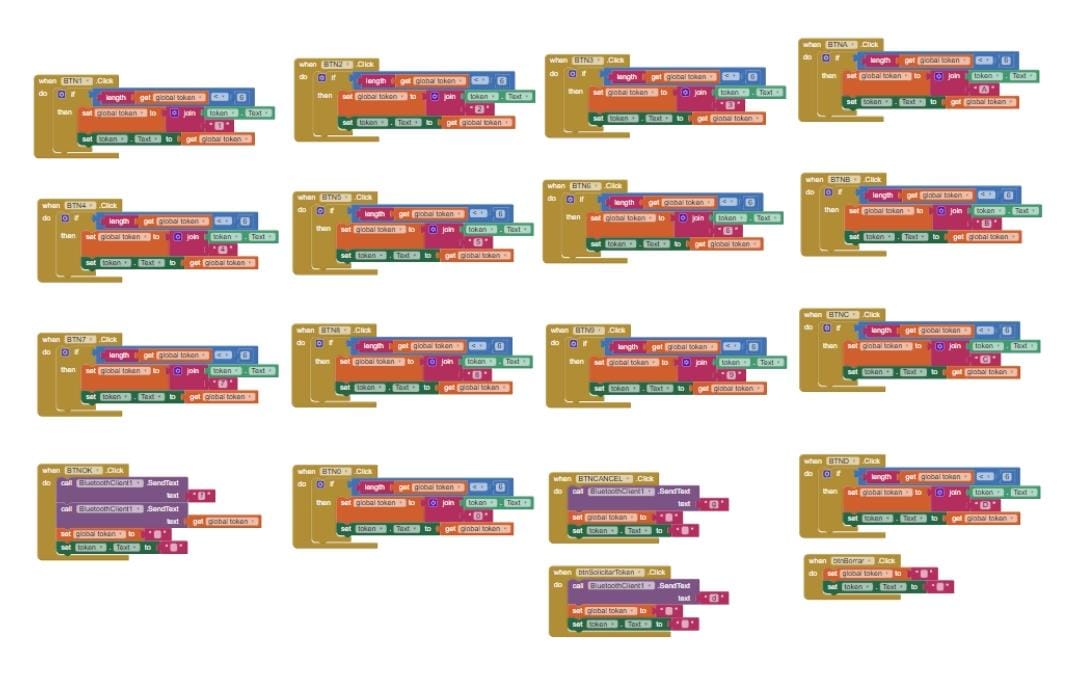 when BTN1 .Click
do if length get global token < 6
then set global token to join token . Text
" 1 "
set token . Text to get global token
when BTN2 .Click
do if length get global token < 6
then set global token to join token . Text
" 2 "
set token . Text to get global token
when BTN3 .Click
do if length get global token < 6
then set global token to join token . Text
" 3 "
set token . Text to get global token
when BTNA .Click
do if length get global token < 6
then set global token to join token . Text
" A "
set token . Text to get global token
when BTN4 .Click
do if length get global token < 6
then set global token to join token . Text
" 4 "
set token . Text to get global token
when BTN5 .Click
do if length get global token < 6
then set global token to join token . Text
" 5 "
set token . Text to get global token
when BTN6 .Click
do if length get global token < 6
then set global token to join token . Text
" 6 "
set token . Text to get global token
when BTNB .Click
do if length get global token < 6
then set global token to join token . Text
" B "
set token . Text to get global token
when BTN7 .Click
do if length get global token < 6
then set global token to join token . Text
" 7 "
set token . Text to get global token
when BTN8 .Click
do if length get global token < 6
then set global token to join token . Text
" 8 "
set token . Text to get global token
when BTN9 .Click
do if length get global token < 6
then set global token to join token . Text
" 9 "
set token . Text to get global token
when BTNC .Click
do if length get global token < 6
then set global token to join token . Text
" C "
set token . Text to get global token
when BTNOK .Click
do call BluetoothClient1 .SendText
text " f "
call BluetoothClient1 .SendText
text get global token
set global token to " "
set token . Text to " "
when BTN0 .Click
do if length get global token < 6
then set global token to join token . Text
" 0 "
set token . Text to get global token
when BTNCANCEL .Click
do call BluetoothClient1 .SendText
text " g "
set global token to " "
set token . Text to " "
when BTND .Click
do if length get global token < 6
then set global token to join token . Text
" D "
set token . Text to get global token
when btnSolicitarToken .Click
do call BluetoothClient1 .SendText
text " d "
set global token to " "
set token . Text to " "
when btnBorrar .Click
do set global token to " "
set token . Text to " "